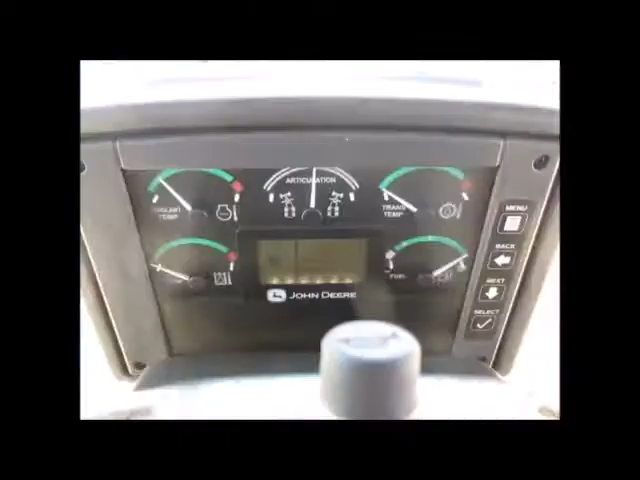 ARTICULATION
COOLANT
TEMP
TRANS
TEMP
FUEL
JOHN DEERE
MENU
BACK
NEXT
SELECT